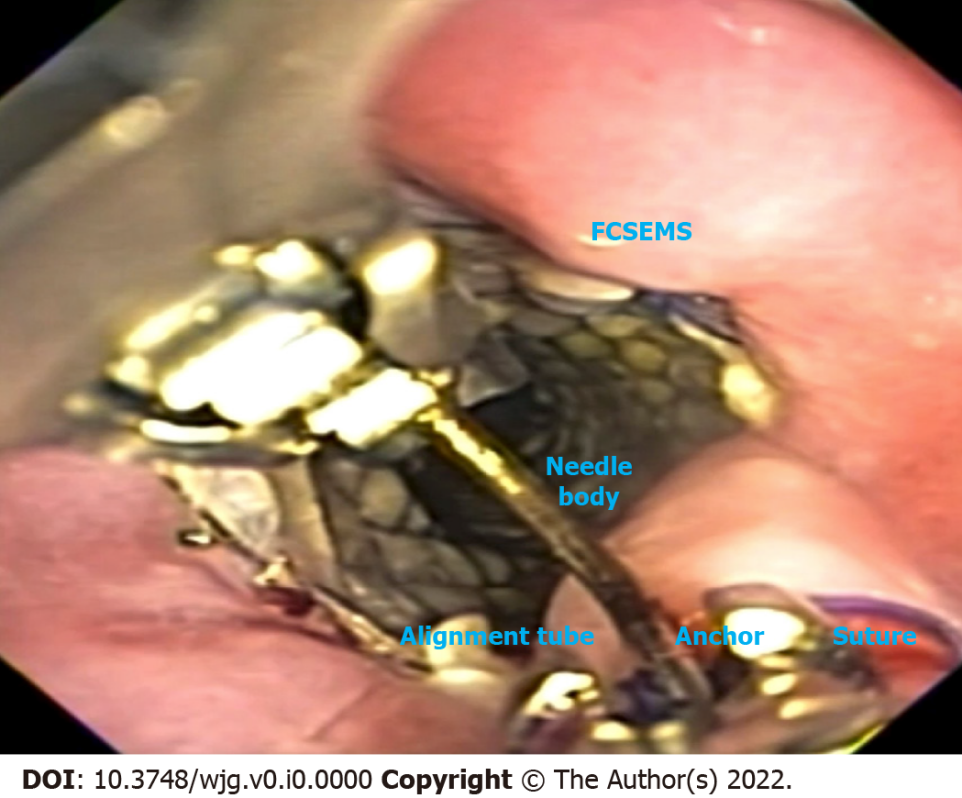 FCSEMS
Needle
body
Alignment tube Anchor Suture
DOI: 10.3748/wjg.v0.i0.0000 Copyright © The Author(s) 2022.